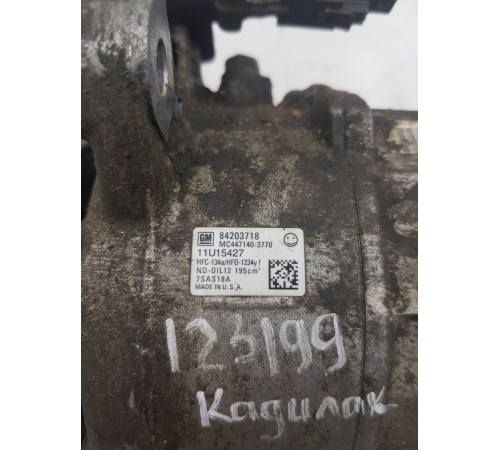 GM 84203718
MC447140-3770
11U15427
HFC-134a/HFO-1234yf
ND-OIL12 195cm³
7SAS18A
MADE IN U.S.A.
123199
Кадилак